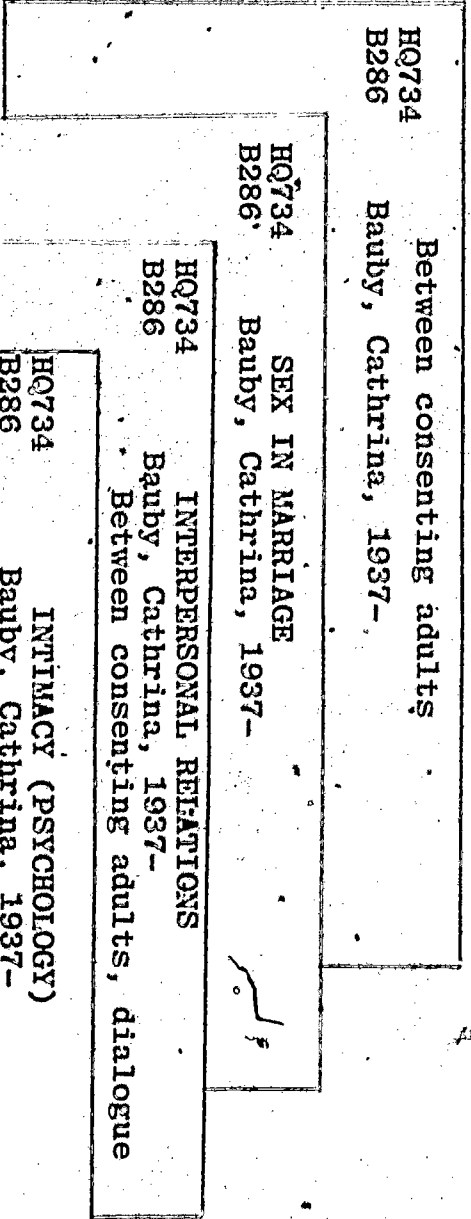 HQ734 Between consenting adults
B286 Bauby, Cathrina, 1937-
HQ734 SEX IN MARRIAGE
B286 Bauby, Cathrina, 1937-
HQ734 INTERPERSONAL RELATIONS
B286 Bauby, Cathrina, 1937-
Between consenting adults, dialogue
HQ734 INTIMACY (PSYCHOLOGY)
B286 Bauby, Cathrina, 1937-